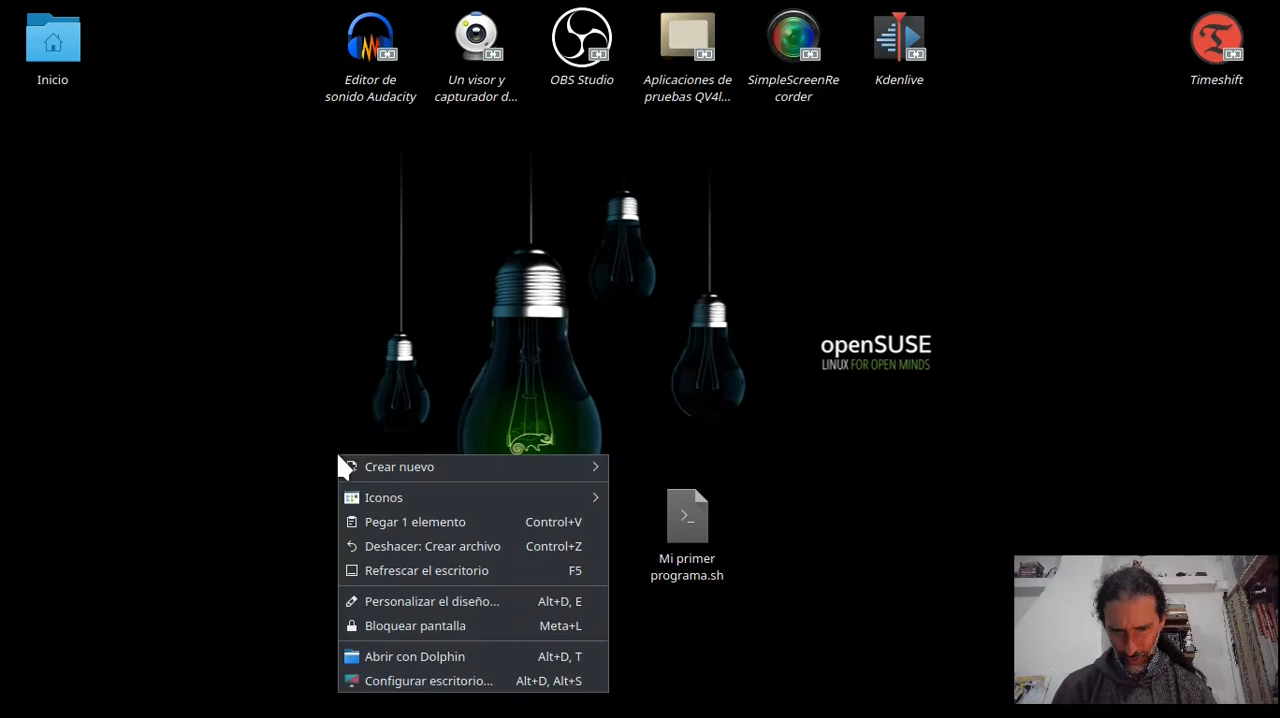 Inicio
Editor de
sonido Audacity
Un visor y
capturador d...
OBS Studio
Aplicaciones de
pruebas QV4l...
SimpleScreenRe
corder
Kdenlive
Timeshift
openSUSE
LINUX FOR OPEN MINDS
Crear nuevo
Iconos
Pegar 1 elemento Control+V
Deshacer: Crear archivo Control+Z
Refrescar el escritorio F5
Personalizar el diseño... Alt+D, E
Bloquear pantalla Meta+L
Abrir con Dolphin Alt+D, T
Configurar escritorio... Alt+D, Alt+S
Mi primer
programa.sh